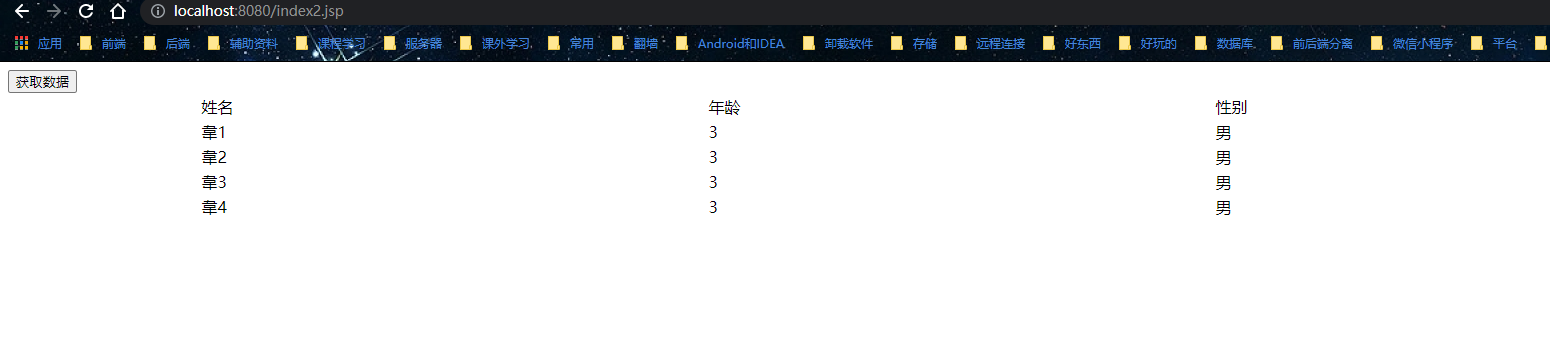 localhost:8080/index2.jsp
应用 前端 后端 辅助资料 课程学习 服务器 课外学习 常用 翻墙 Android和IDEA 卸载软件 存储 远程连接 好东西 好玩的 数据库 前后端分离 微信小程序 平台
获取数据
姓名 年龄 性别
韋1 3 男
韋2 3 男
韋3 3 男
韋4 3 男